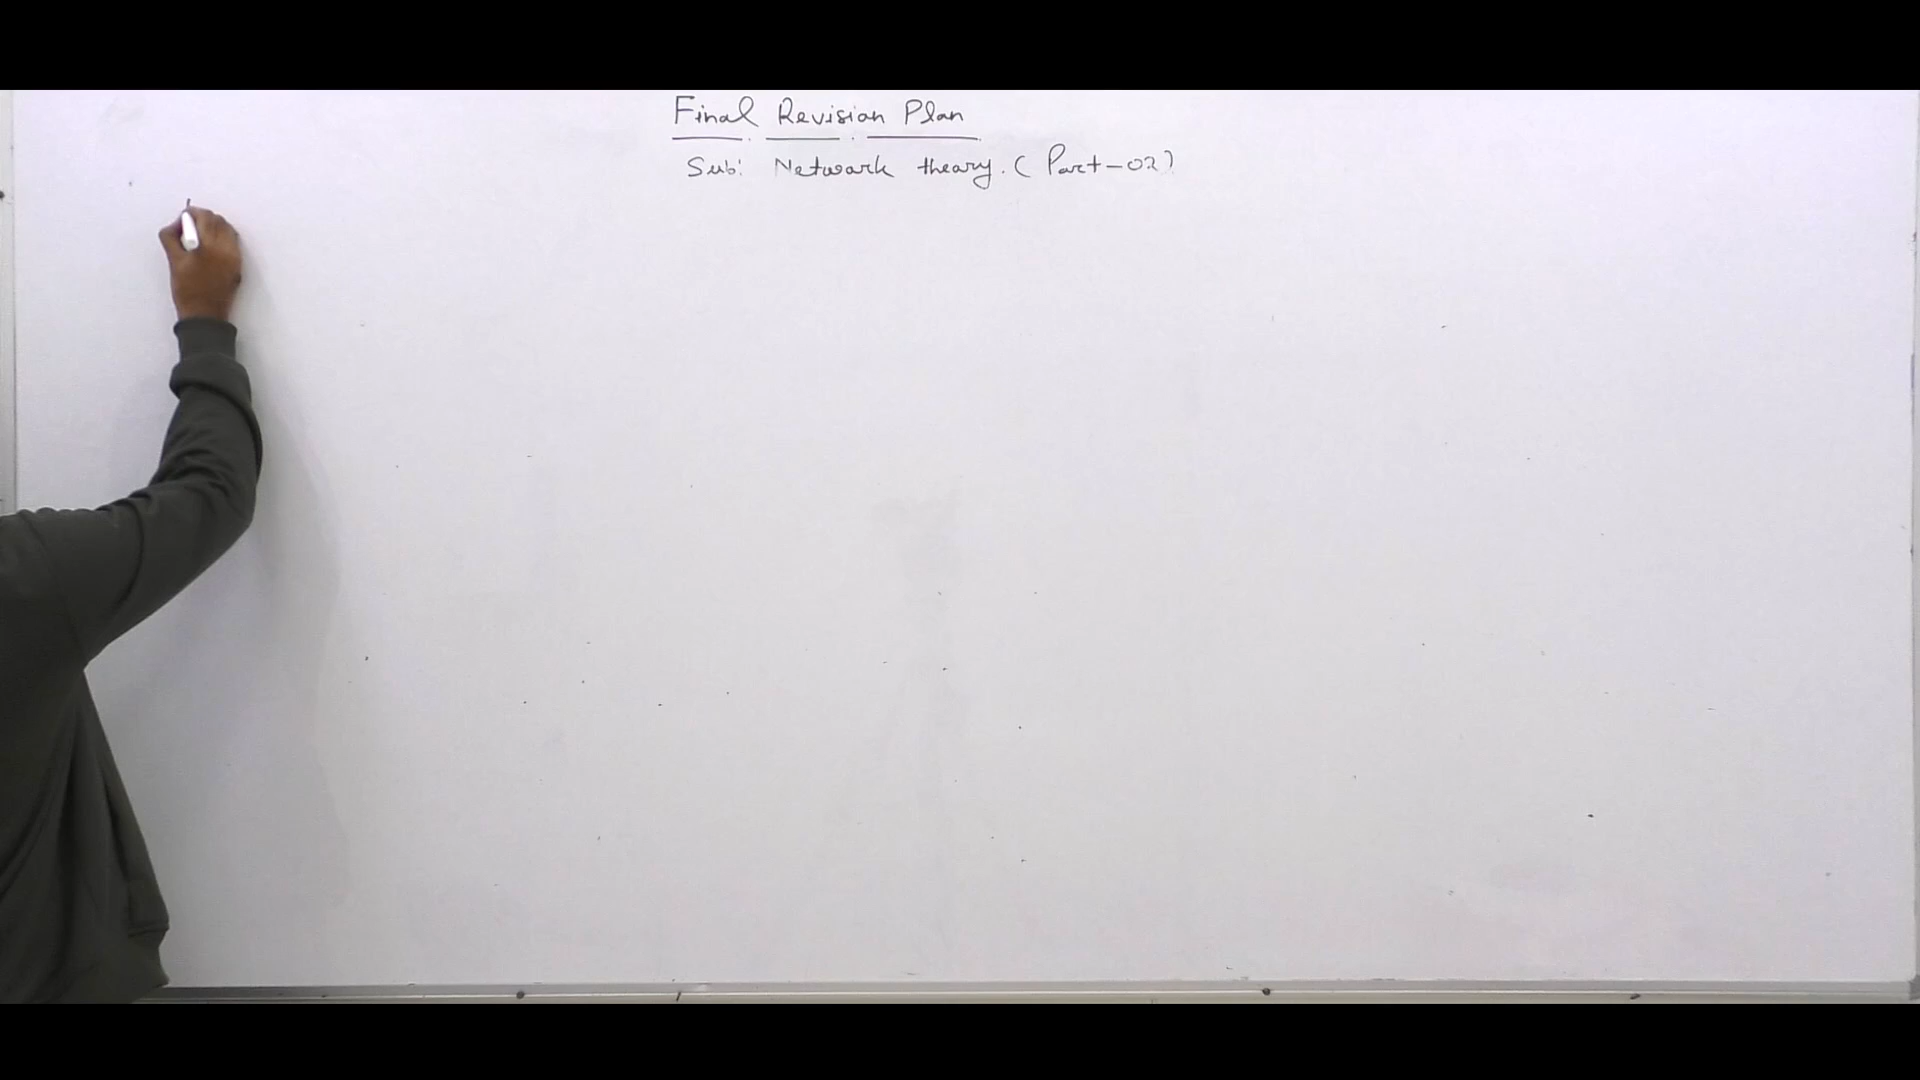 Final Revision Plan
Sub: Network theory. (Part-02)